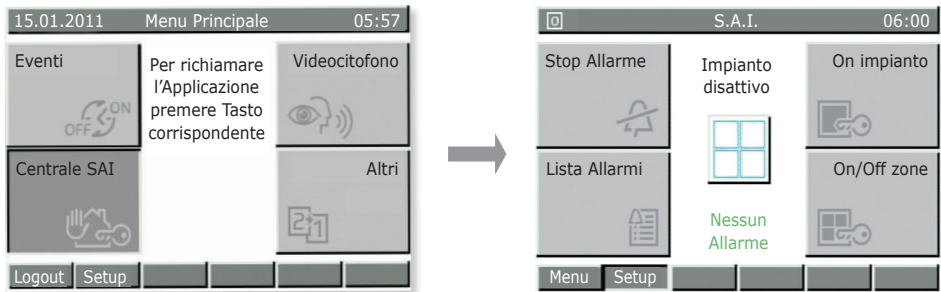 15.01.2011 Menu Principale 05:57
Eventi
ON
OFF
Per richiamare
l'Applicazione
premere Tasto
corrispondente
Videocitofono
Centrale SAI
Altri
2 1
Logout Setup
0 S.A.I. 06:00
Stop Allarme
Impianto
disattivo
On impianto
Lista Allarmi
Nessun
Allarme
On/Off zone
Menu Setup